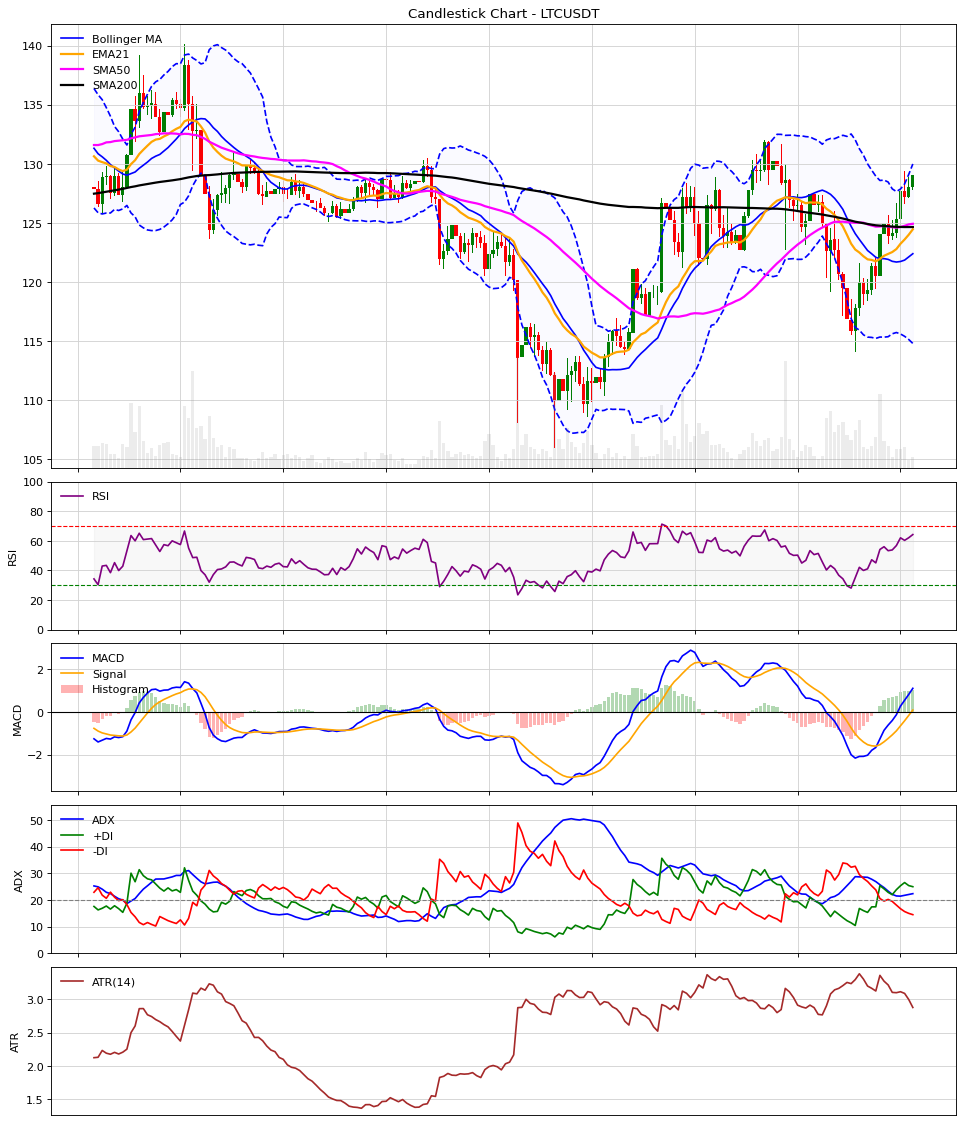 Candlestick Chart - LTCUSDT
Bollinger MA
EMA21
SMA50
SMA200
140
135
130
125
120
115
110
105
RSI
RSI
100
80
60
40
20
0
MACD
Signal
Histogram
MACD
2
0
−2
ADX
+DI
-DI
ADX
50
40
30
20
10
0
ATR(14)
ATR
3.0
2.5
2.0
1.5